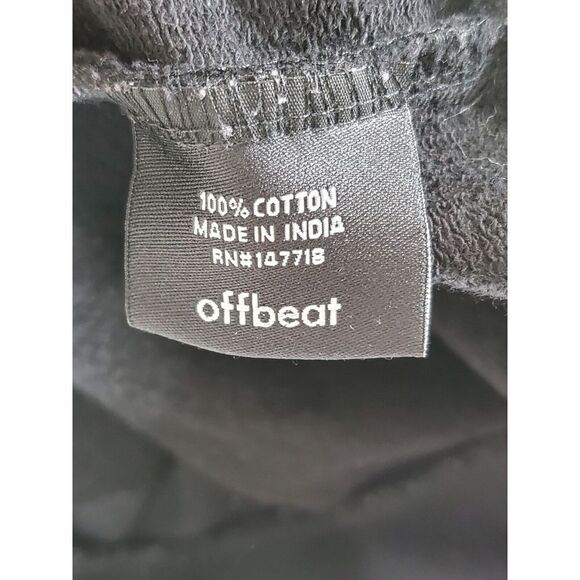 100% COTTON
MADE IN INDIA
RN#147718
offbeat